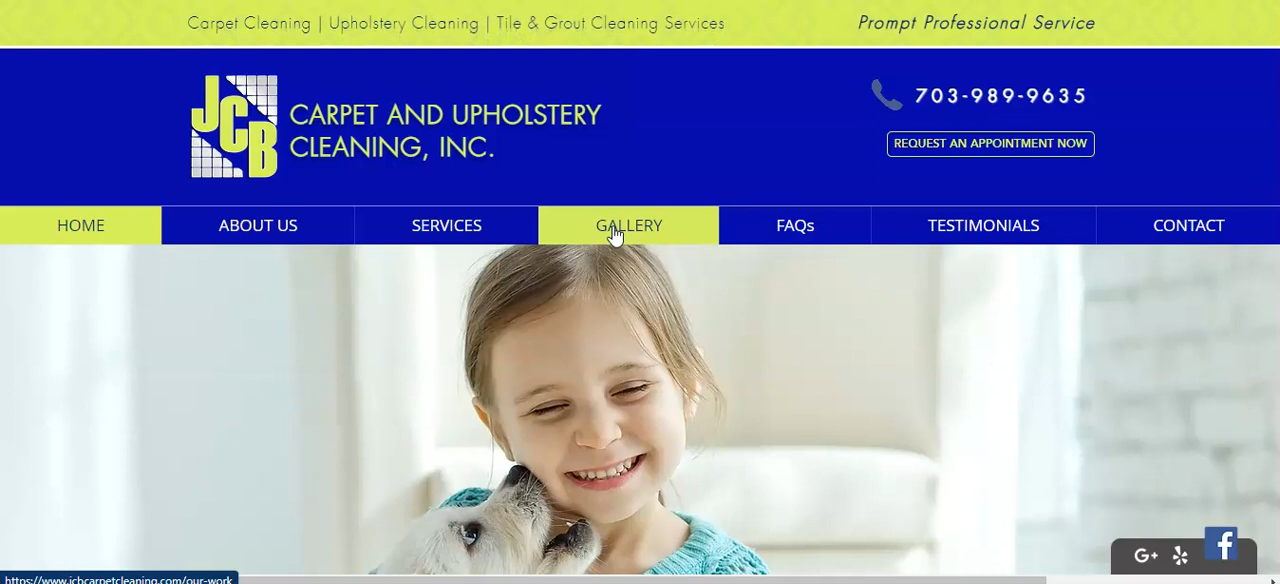 Carpet Cleaning | Upholstery Cleaning | Tile & Grout Cleaning Services
Prompt Professional Service
JCB
CARPET AND UPHOLSTERY
CLEANING, INC.
703-989-9635
REQUEST AN APPOINTMENT NOW
HOME
ABOUT US
SERVICES
GALLERY
FAQs
TESTIMONIALS
CONTACT
G+
f
https://www.jcbcarpetcleaning.com/our-work